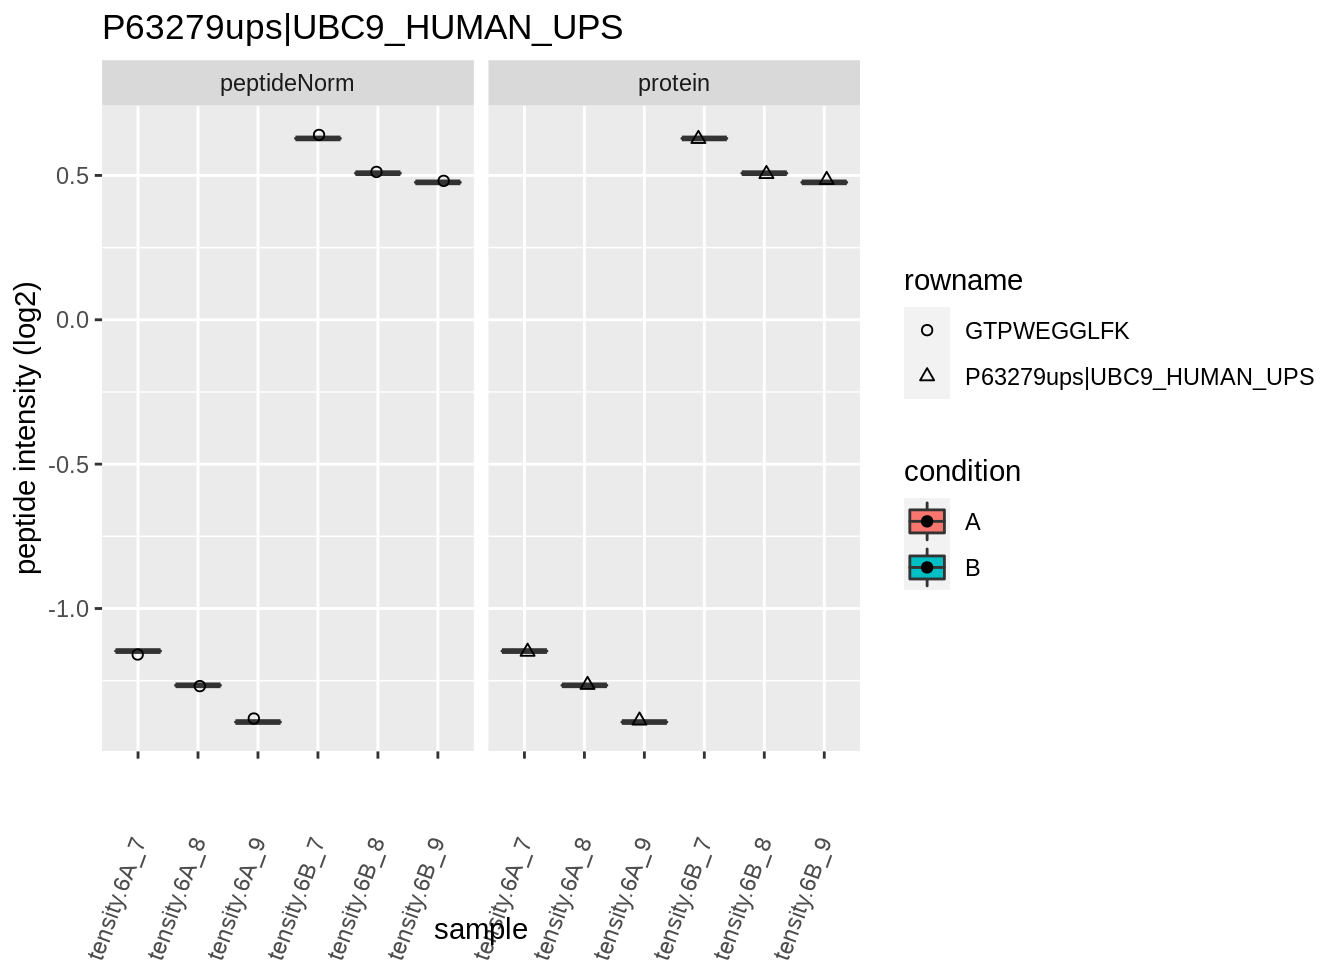 P63279ups|UBC9_HUMAN_UPS
peptideNorm
protein
peptide intensity (log2)
0.5
0.0
-0.5
-1.0
tensity.6A_7
tensity.6A_8
tensity.6A_9
tensity.6B_7
tensity.6B_8
tensity.6B_9
tensity.6A_7
tensity.6A_8
tensity.6A_9
tensity.6B_7
tensity.6B_8
tensity.6B_9
sample
rowname
GTPWEGGLFK
P63279ups|UBC9_HUMAN_UPS
condition
A
B